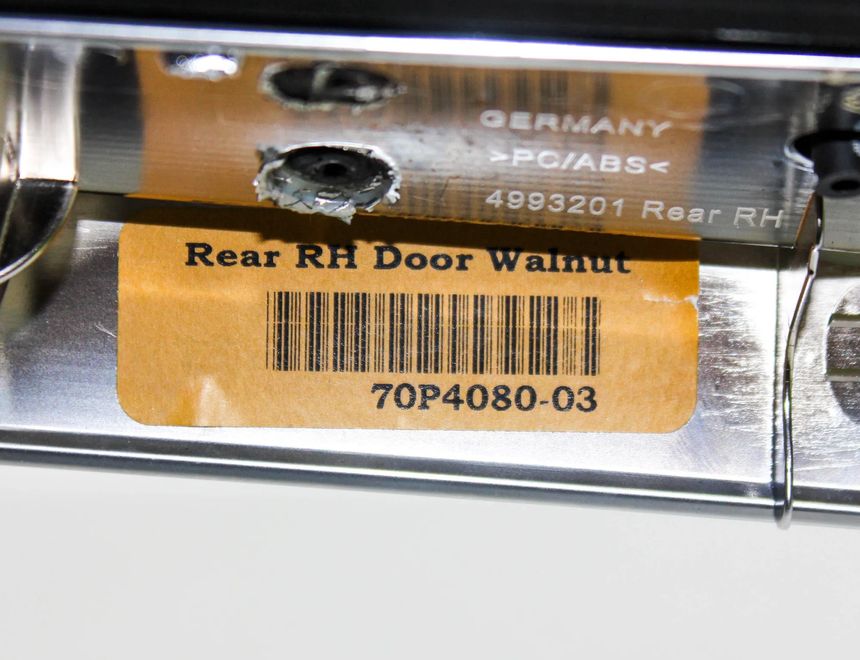 GERMANY
>PC/ABS<
4993201 Rear RH
Rear RH Door Walnut
70P4080-03